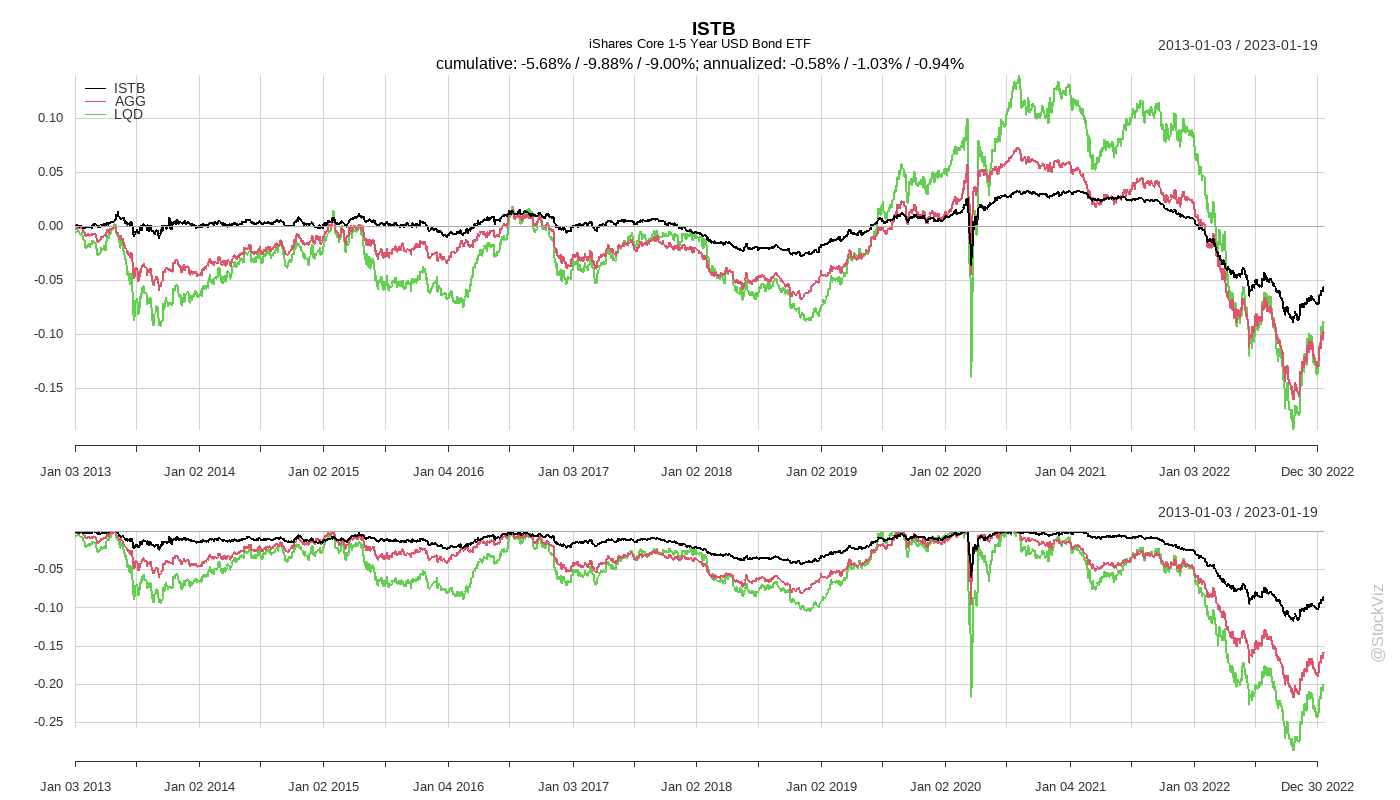 ISTB
iShares Core 1-5 Year USD Bond ETF
2013-01-03 / 2023-01-19
cumulative: -5.68% / -9.88% / -9.00%; annualized: -0.58% / -1.03% / -0.94%
ISTB
AGG
LQD
0.10
0.05
0.00
-0.05
-0.10
-0.15
Jan 03 2013 Jan 02 2014 Jan 02 2015 Jan 04 2016 Jan 03 2017 Jan 02 2018 Jan 02 2019 Jan 02 2020 Jan 04 2021 Jan 03 2022 Dec 30 2022
2013-01-03 / 2023-01-19
-0.05
-0.10
-0.15
-0.20
-0.25
Jan 03 2013 Jan 02 2014 Jan 02 2015 Jan 04 2016 Jan 03 2017 Jan 02 2018 Jan 02 2019 Jan 02 2020 Jan 04 2021 Jan 03 2022 Dec 30 2022
@StockViz